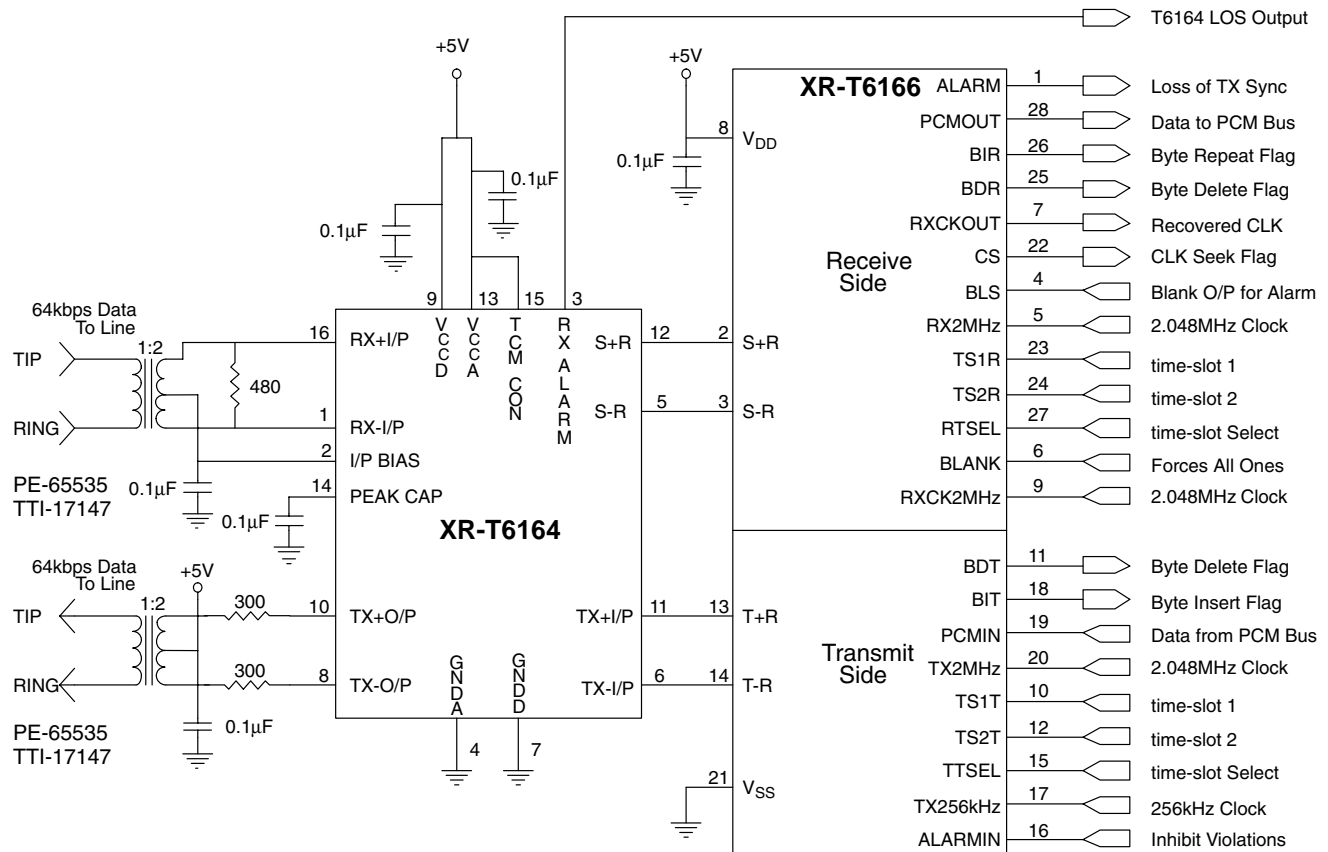 T6164 LOS Output
+5V
+5V
XR-T6166
ALARM 1 Loss of TX Sync
PCMOUT 28 Data to PCM Bus
8 VDD
BIR 26 Byte Repeat Flag
0.1µF
BDR 25 Byte Delete Flag
0.1µF
0.1µF
RXCKOUT 7 Recovered CLK
Receive
Side
CS 22 CLK Seek Flag
BLS 4 Blank O/P for Alarm
RX2MHz 5 2.048MHz Clock
TS1R 23 time-slot 1
TS2R 24 time-slot 2
RTSEL 27 time-slot Select
BLANK 6 Forces All Ones
RXCK2MHz 9 2.048MHz Clock
64kbps Data
To Line
1:2
TIP
RING
480
PE-65535
TTI-17147
0.1µF
0.1µF
9 13 15 3
VCCD
VCCA
TCM CON
RX ALARM
16 RX+I/P
1 RX-I/P
2 I/P BIAS
14 PEAK CAP
S+R 12 2 S+R
S-R 5 3 S-R
XR-T6164
64kbps Data
To Line
+5V
1:2
TIP
RING
300
300
10 TX+O/P
8 TX-O/P
PE-65535
TTI-17147
0.1µF
GNDA
GNDD
4 7
TX+I/P 11 13 T+R
TX-I/P 6 14 T-R
Transmit
Side
21 VSS
BDT 11 Byte Delete Flag
BIT 18 Byte Insert Flag
PCMIN 19 Data from PCM Bus
TX2MHz 20 2.048MHz Clock
TS1T 10 time-slot 1
TS2T 12 time-slot 2
TTSEL 15 time-slot Select
TX256kHz 17 256kHz Clock
ALARMIN 16 Inhibit Violations